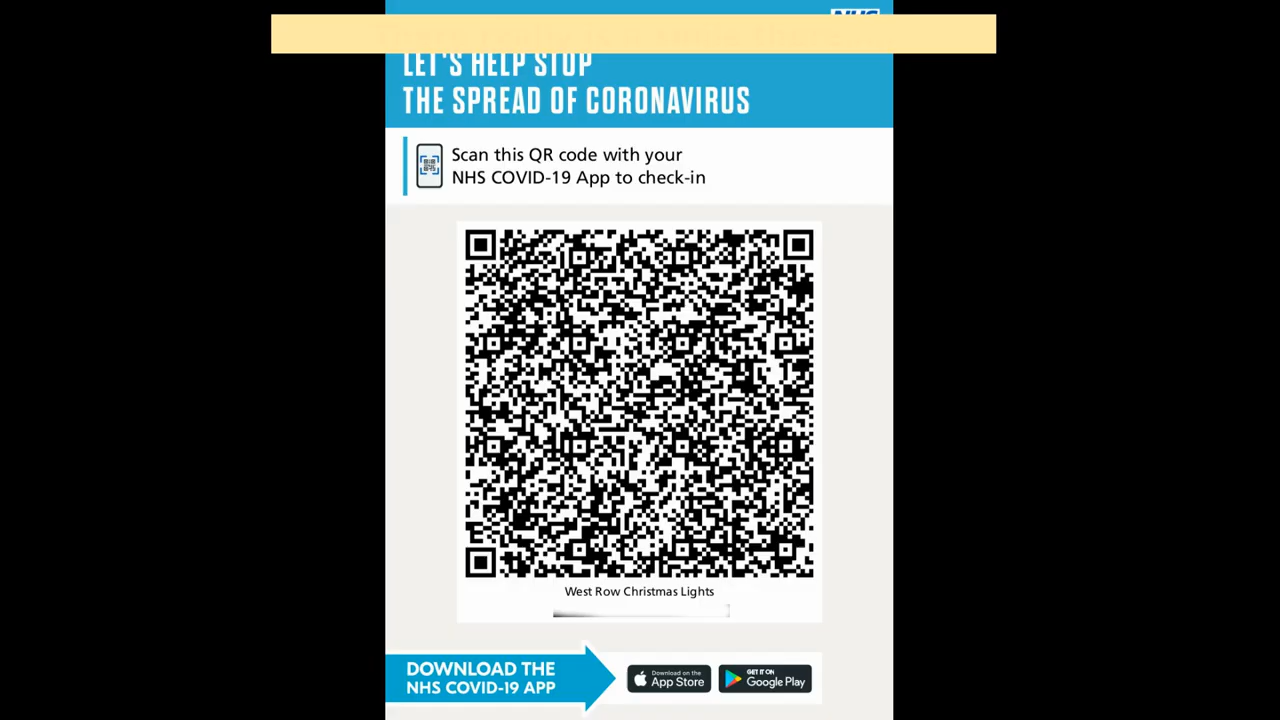 LET'S HELP STOP
THE SPREAD OF CORONAVIRUS
Scan this QR code with your
NHS COVID-19 App to check-in
West Row Christmas Lights
DOWNLOAD THE
NHS COVID-19 APP
Download on the
App Store
GET IT ON
Google Play